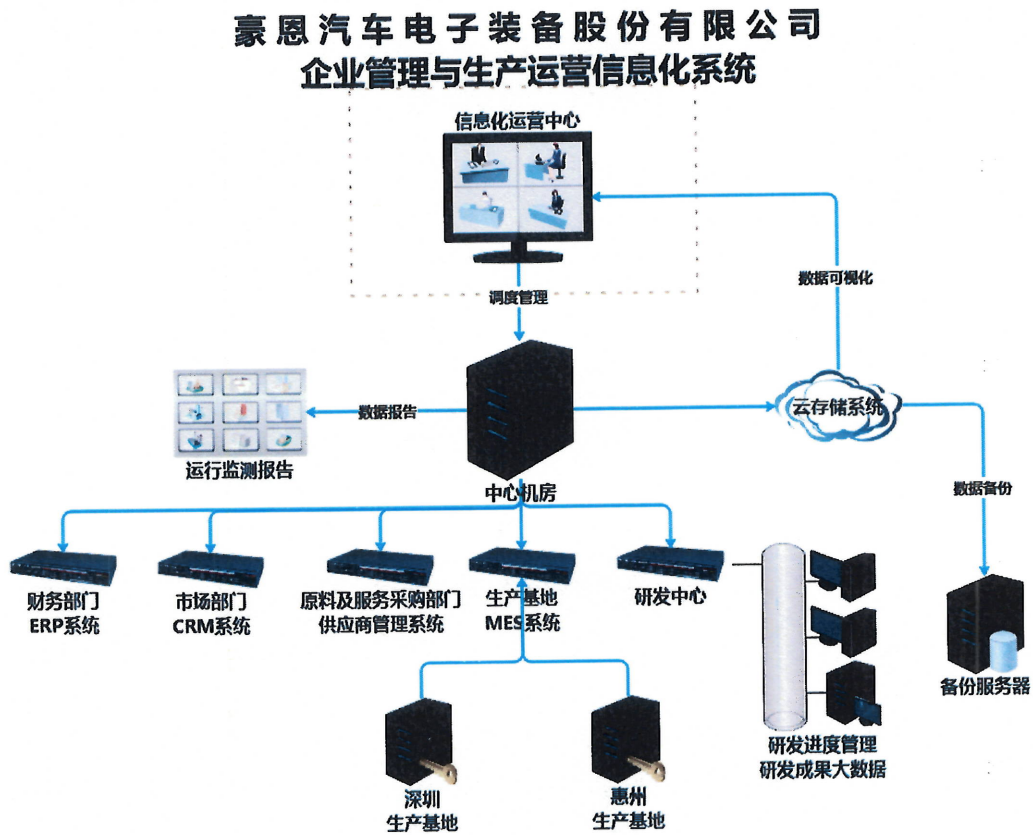 豪恩汽车电子装备股份有限公司
企业管理与生产运营信息化系统
信息化运营中心
数据可视化
调度管理
数据报告
云存储系统
运行监测报告
中心机房
数据备份
财务部门
ERP系统
市场部门
CRM系统
原料及服务采购部门
供应商管理系统
生产基地
MES系统
研发中心
备份服务器
研发进度管理
研发成果大数据
深圳
生产基地
惠州
生产基地